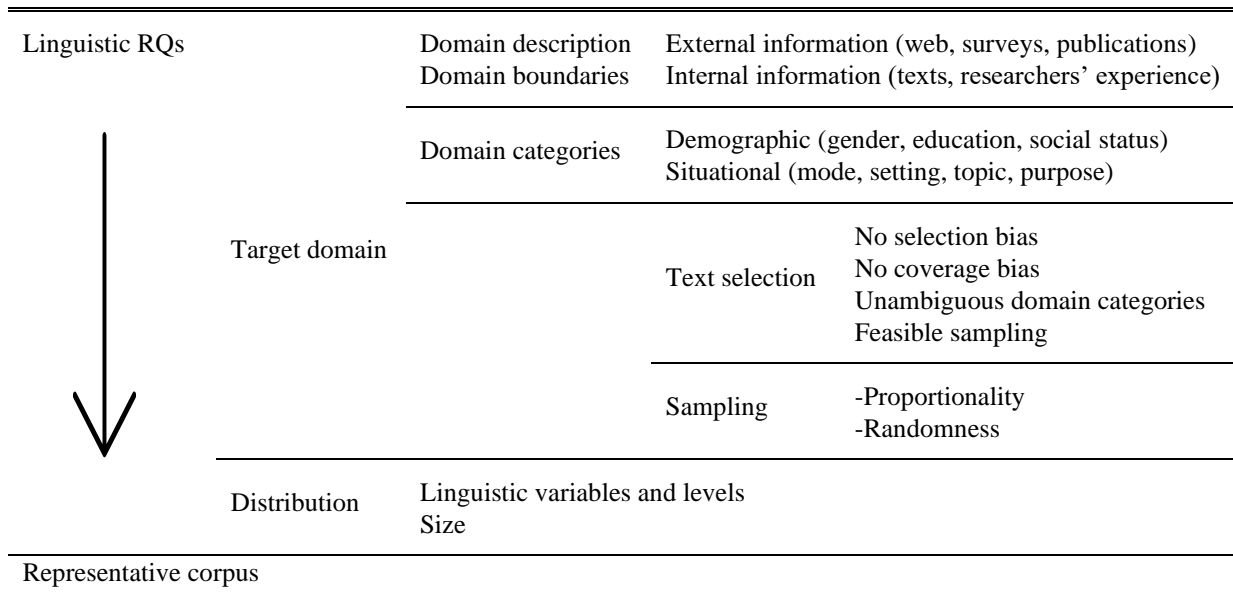 Linguistic RQs
Domain description
Domain boundaries
External information (web, surveys, publications)
Internal information (texts, researchers’ experience)
Domain categories
Demographic (gender, education, social status)
Situational (mode, setting, topic, purpose)
Target domain
Text selection
No selection bias
No coverage bias
Unambiguous domain categories
Feasible sampling
Sampling
-Proportionality
-Randomness
Distribution
Linguistic variables and levels
Size
Representative corpus